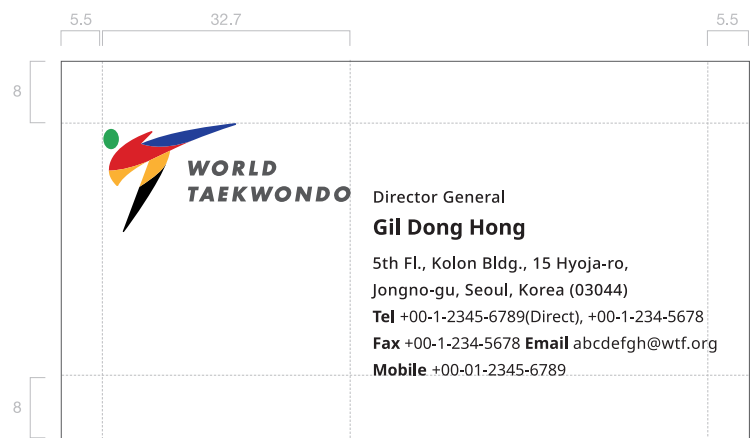 5.5 32.7 5.5
8
WORLD
TAEKWONDO
Director General
Gil Dong Hong
5th Fl., Kolon Bldg., 15 Hyoja-ro,
Jongno-gu, Seoul, Korea (03044)
Tel +00-1-2345-6789(Direct), +00-1-234-5678
Fax +00-1-234-5678 Email abcdefgh@wtf.org
Mobile +00-01-2345-6789
8